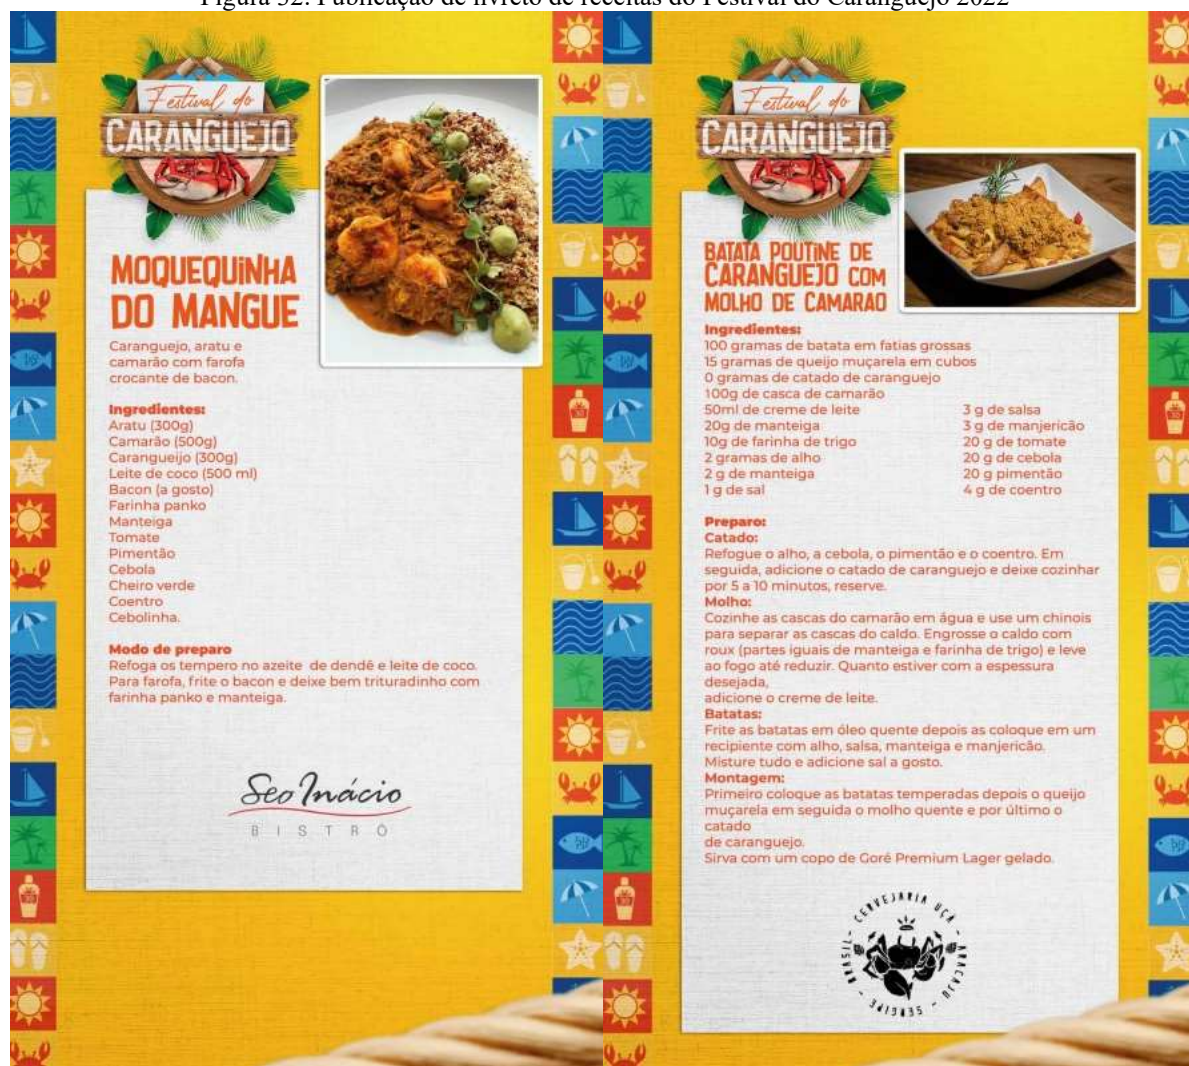 Figura 32: Publicação de livreto de receitas do Festival do Caranguejo 2022
Festival do
CARANGUEJO
MOQUEQUINHA
DO MANGUE
Caranguejo, aratu e
camarão com farofa
crocante de bacon.
Ingredientes:
Aratu (300g)
Camarão (500g)
Carangueijo (300g)
Leite de coco (500 ml)
Bacon (a gosto)
Farinha panko
Manteiga
Tomate
Pimentão
Cebola
Cheiro verde
Coentro
Cebolinha.
Modo de preparo
Refoga os tempero no azeite de dendê e leite de coco.
Para farofa, frite o bacon e deixe bem trituradinho com
farinha panko e manteiga.
Seo Inácio
BISTRÔ
Festival do
CARANGUEJO
BATATA POUTINE DE
CARANGUEJO COM
MOLHO DE CAMARAO
Ingredientes:
100 gramas de batata em fatias grossas
15 gramas de queijo muçarela em cubos
0 gramas de catado de caranguejo
100g de casca de camarão
50ml de creme de leite
20g de manteiga
10g de farinha de trigo
2 gramas de alho
2 g de manteiga
1 g de sal
3 g de salsa
3 g de manjericão
20 g de tomate
20 g de cebola
20 g pimentão
4 g de coentro
Preparo:
Catado:
Refogue o alho, a cebola, o pimentão e o coentro. Em
seguida, adicione o catado de caranguejo e deixe cozinhar
por 5 a 10 minutos, reserve.
Molho:
Cozinhe as cascas do camarão em água e use um chinois
para separar as cascas do caldo. Engrosse o caldo com
roux (partes iguais de manteiga e farinha de trigo) e leve
ao fogo até reduzir. Quanto estiver com a espessura
desejada,
adicione o creme de leite.
Batatas:
Frite as batatas em óleo quente depois as coloque em um
recipiente com alho, salsa, manteiga e manjericão.
Misture tudo e adicione sal a gosto.
Montagem:
Primeiro coloque as batatas temperadas depois o queijo
muçarela em seguida o molho quente e por último o
catado
de caranguejo.
Sirva com um copo de Goré Premium Lager gelado.
CERVEJARIA UÇÁ - ARACAJU - SERGIPE - BRASIL -